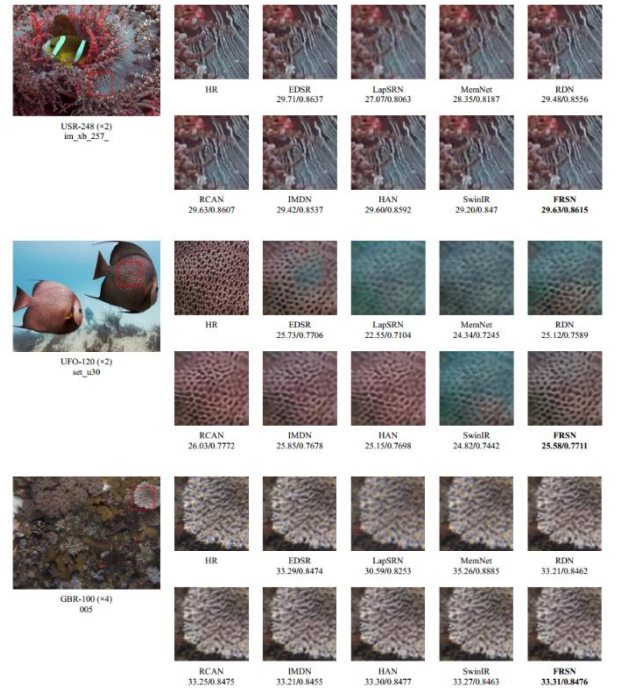 HR
EDSR
29.71/0.8637
LapSRN
27.07/0.8063
MemNet
28.35/0.8187
RDN
29.48/0.8556
USR-248 (×2)
im_xb_257_
RCAN
29.63/0.8607
IMDN
29.42/0.8537
HAN
29.60/0.8592
SwinIR
29.20/0.847
FRSN
29.63/0.8615
HR
EDSR
25.73/0.7706
LapSRN
22.55/0.7104
MemNet
24.34/0.7245
RDN
25.12/0.7589
UFO-120 (×2)
set_u30
RCAN
26.03/0.7772
IMDN
25.85/0.7678
HAN
25.15/0.7698
SwinIR
24.82/0.7442
FRSN
25.58/0.7711
HR
EDSR
33.29/0.8474
LapSRN
30.59/0.8253
MemNet
35.26/0.8885
RDN
33.21/0.8462
GBR-100 (×4)
005
RCAN
33.25/0.8475
IMDN
33.21/0.8455
HAN
33.30/0.8477
SwinIR
33.27/0.8463
FRSN
33.31/0.8476